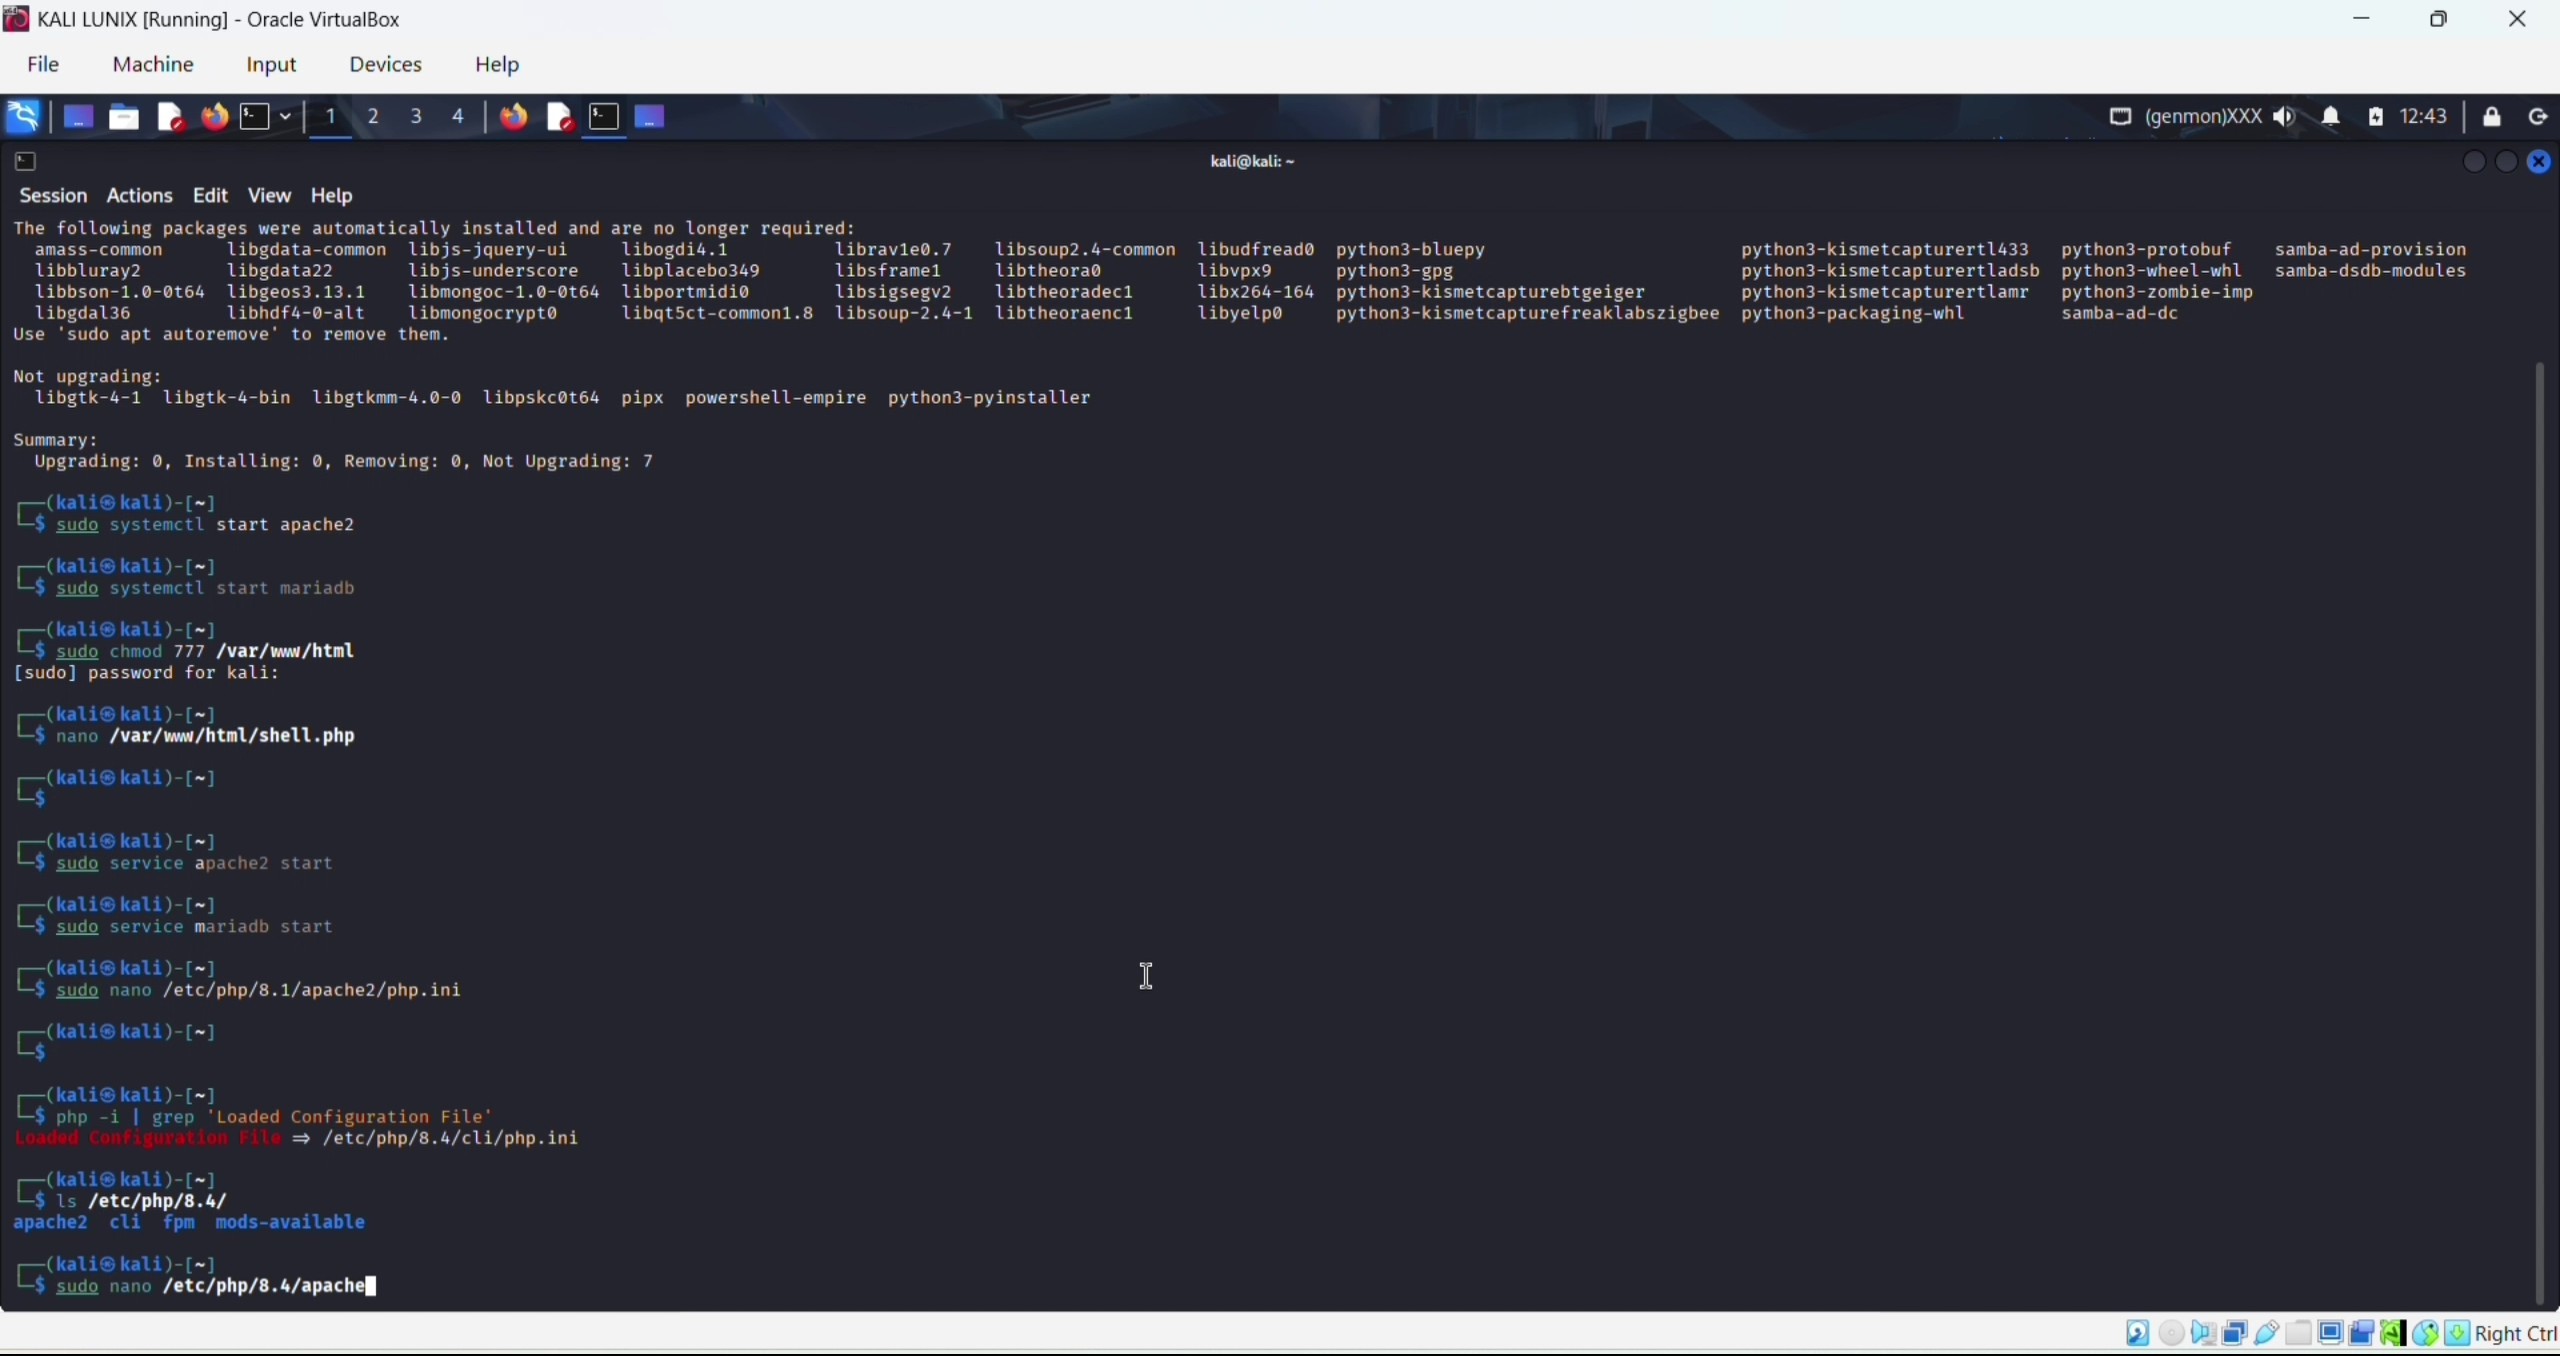 KALI LUNIX [Running] - Oracle VirtualBox
File Machine Input Devices Help
1 2 3 4 (genmon)XXX 12:43
kali@kali: ~
Session Actions Edit View Help
The following packages were automatically installed and are no longer required:
amass-common libgdata-common libjs-jquery-ui libogdi4.1 librav1e0.7 libsoup2.4-common libudfread0 python3-bluepy python3-kismetcapturertl433 python3-protobuf samba-ad-provision
libbluray2 libgdata22 libjs-underscore libplacebo349 libsframe1 libtheora0 libvpx9 python3-gpg python3-kismetcapturertladsb python3-wheel-whl samba-dsdb-modules
libbson-1.0-0t64 libgeos3.13.1 libmongoc-1.0-0t64 libportmidi0 libsigsegv2 libtheoradec1 libx264-164 python3-kismetcapturebtgeiger python3-kismetcapturertlamr python3-zombie-imp
libgdal36 libhdf4-0-alt libmongocrypt0 libqt5ct-common1.8 libsoup-2.4-1 libtheoraenc1 libyelp0 python3-kismetcapturefreaklabszigbee python3-packaging-whl samba-ad-dc
Use 'sudo apt autoremove' to remove them.
Not upgrading:
libgtk-4-1 libgtk-4-bin libgtkmm-4.0-0 libpskc0t64 pipx powershell-empire python3-pyinstaller
Summary:
Upgrading: 0, Installing: 0, Removing: 0, Not Upgrading: 7
┌──(kali㉿kali)-[~]
└─$ sudo systemctl start apache2
┌──(kali㉿kali)-[~]
└─$ sudo systemctl start mariadb
┌──(kali㉿kali)-[~]
└─$ sudo chmod 777 /var/www/html
[sudo] password for kali:
┌──(kali㉿kali)-[~]
└─$ nano /var/www/html/shell.php
┌──(kali㉿kali)-[~]
└─$
┌──(kali㉿kali)-[~]
└─$ sudo service apache2 start
┌──(kali㉿kali)-[~]
└─$ sudo service mariadb start
┌──(kali㉿kali)-[~]
└─$ sudo nano /etc/php/8.1/apache2/php.ini
┌──(kali㉿kali)-[~]
└─$
┌──(kali㉿kali)-[~]
└─$ php -i | grep 'Loaded Configuration File'
Loaded Configuration File => /etc/php/8.4/cli/php.ini
┌──(kali㉿kali)-[~]
└─$ ls /etc/php/8.4/
apache2 cli fpm mods-available
┌──(kali㉿kali)-[~]
└─$ sudo nano /etc/php/8.4/apache
Right Ctrl